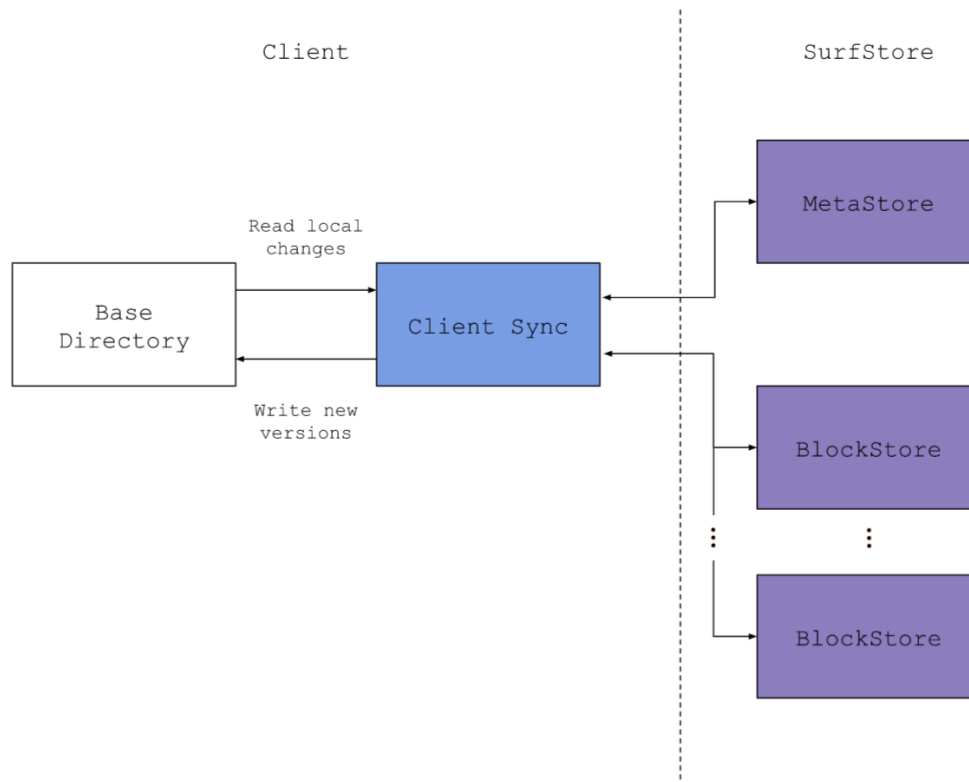 Client
SurfStore
MetaStore
Read local
changes
Base
Directory
Client Sync
Write new
versions
BlockStore
BlockStore